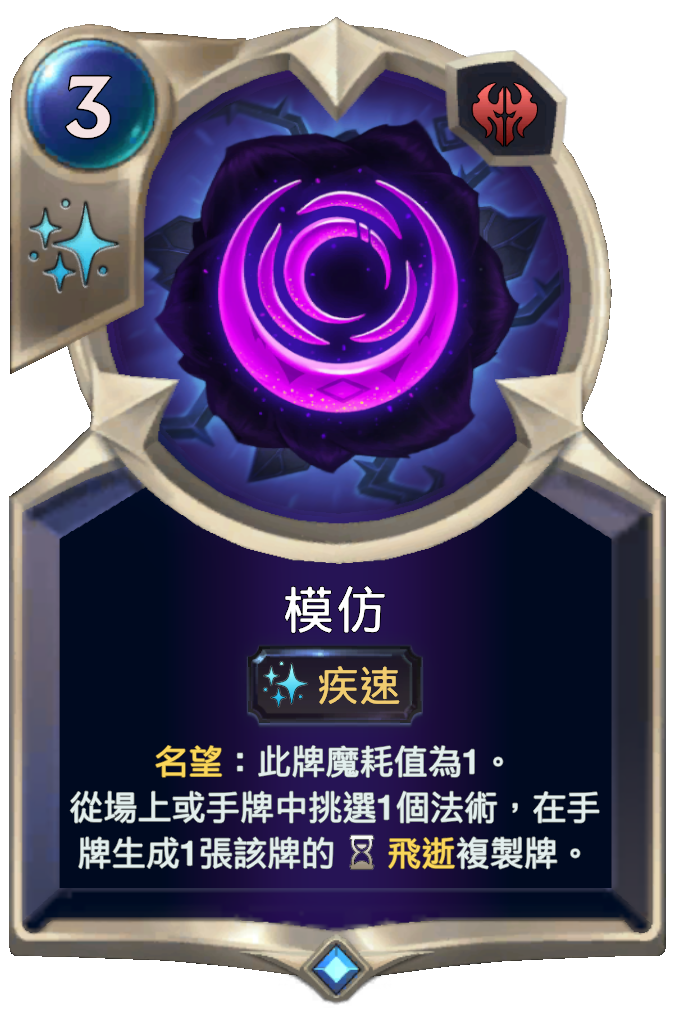 3
模仿
疾速
名望：此牌魔耗值為1。
從場上或手牌中挑選1個法術，在手
牌生成1張該牌的 飛逝複製牌。